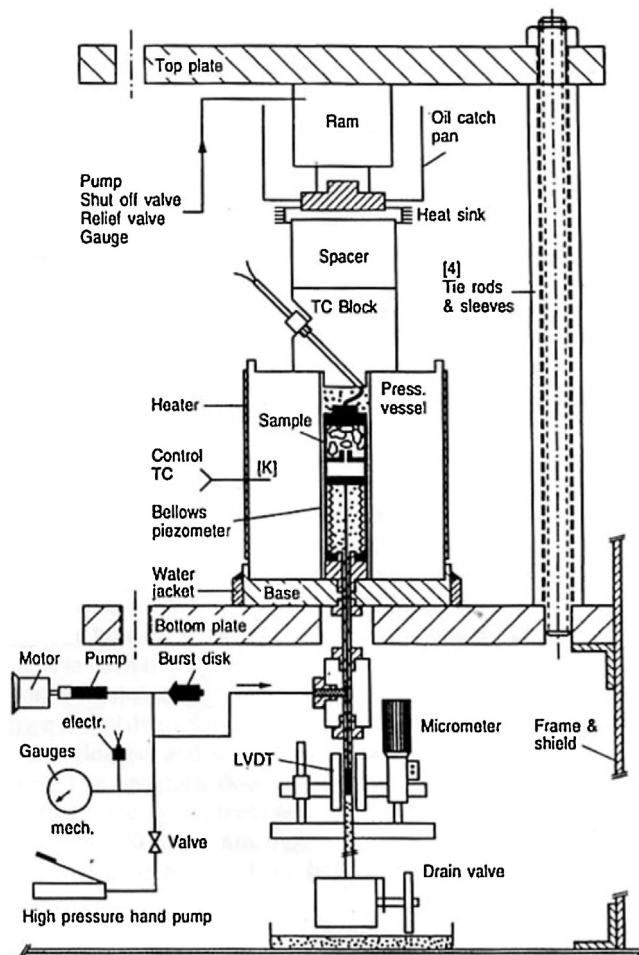 Top plate
Ram
Oil catch
pan
Pump
Shut off valve
Relief valve
Gauge
Heat sink
Spacer
[4]
Tie rods
& sleeves
TC Block
Heater
Press.
vessel
Sample
Control
TC
[K]
Bellows
piezometer
Water
jacket
Base
Bottom plate
Motor
Pump
Burst disk
electr.
Gauges
Micrometer
Frame &
shield
LVDT
mech.
Valve
Drain valve
High pressure hand pump